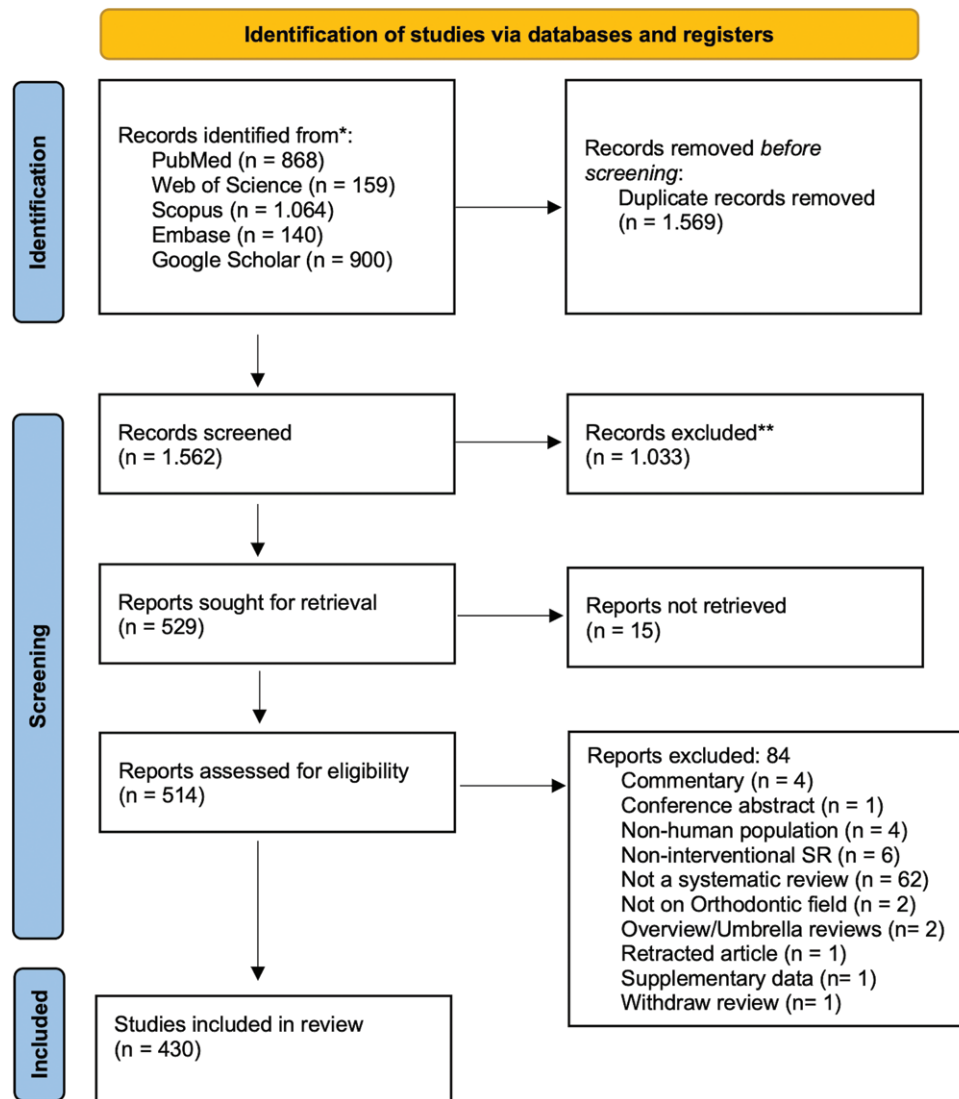 Identification of studies via databases and registers
Identification
Records identified from*:
PubMed (n = 868)
Web of Science (n = 159)
Scopus (n = 1.064)
Embase (n = 140)
Google Scholar (n = 900)
Records removed before
screening:
Duplicate records removed
(n = 1.569)
Screening
Records screened
(n = 1.562)
Records excluded**
(n = 1.033)
Reports sought for retrieval
(n = 529)
Reports not retrieved
(n = 15)
Reports assessed for eligibility
(n = 514)
Reports excluded: 84
Commentary (n = 4)
Conference abstract (n = 1)
Non-human population (n = 4)
Non-interventional SR (n = 6)
Not a systematic review (n = 62)
Not on Orthodontic field (n = 2)
Overview/Umbrella reviews (n= 2)
Retracted article (n = 1)
Supplementary data (n= 1)
Withdraw review (n= 1)
Included
Studies included in review
(n = 430)